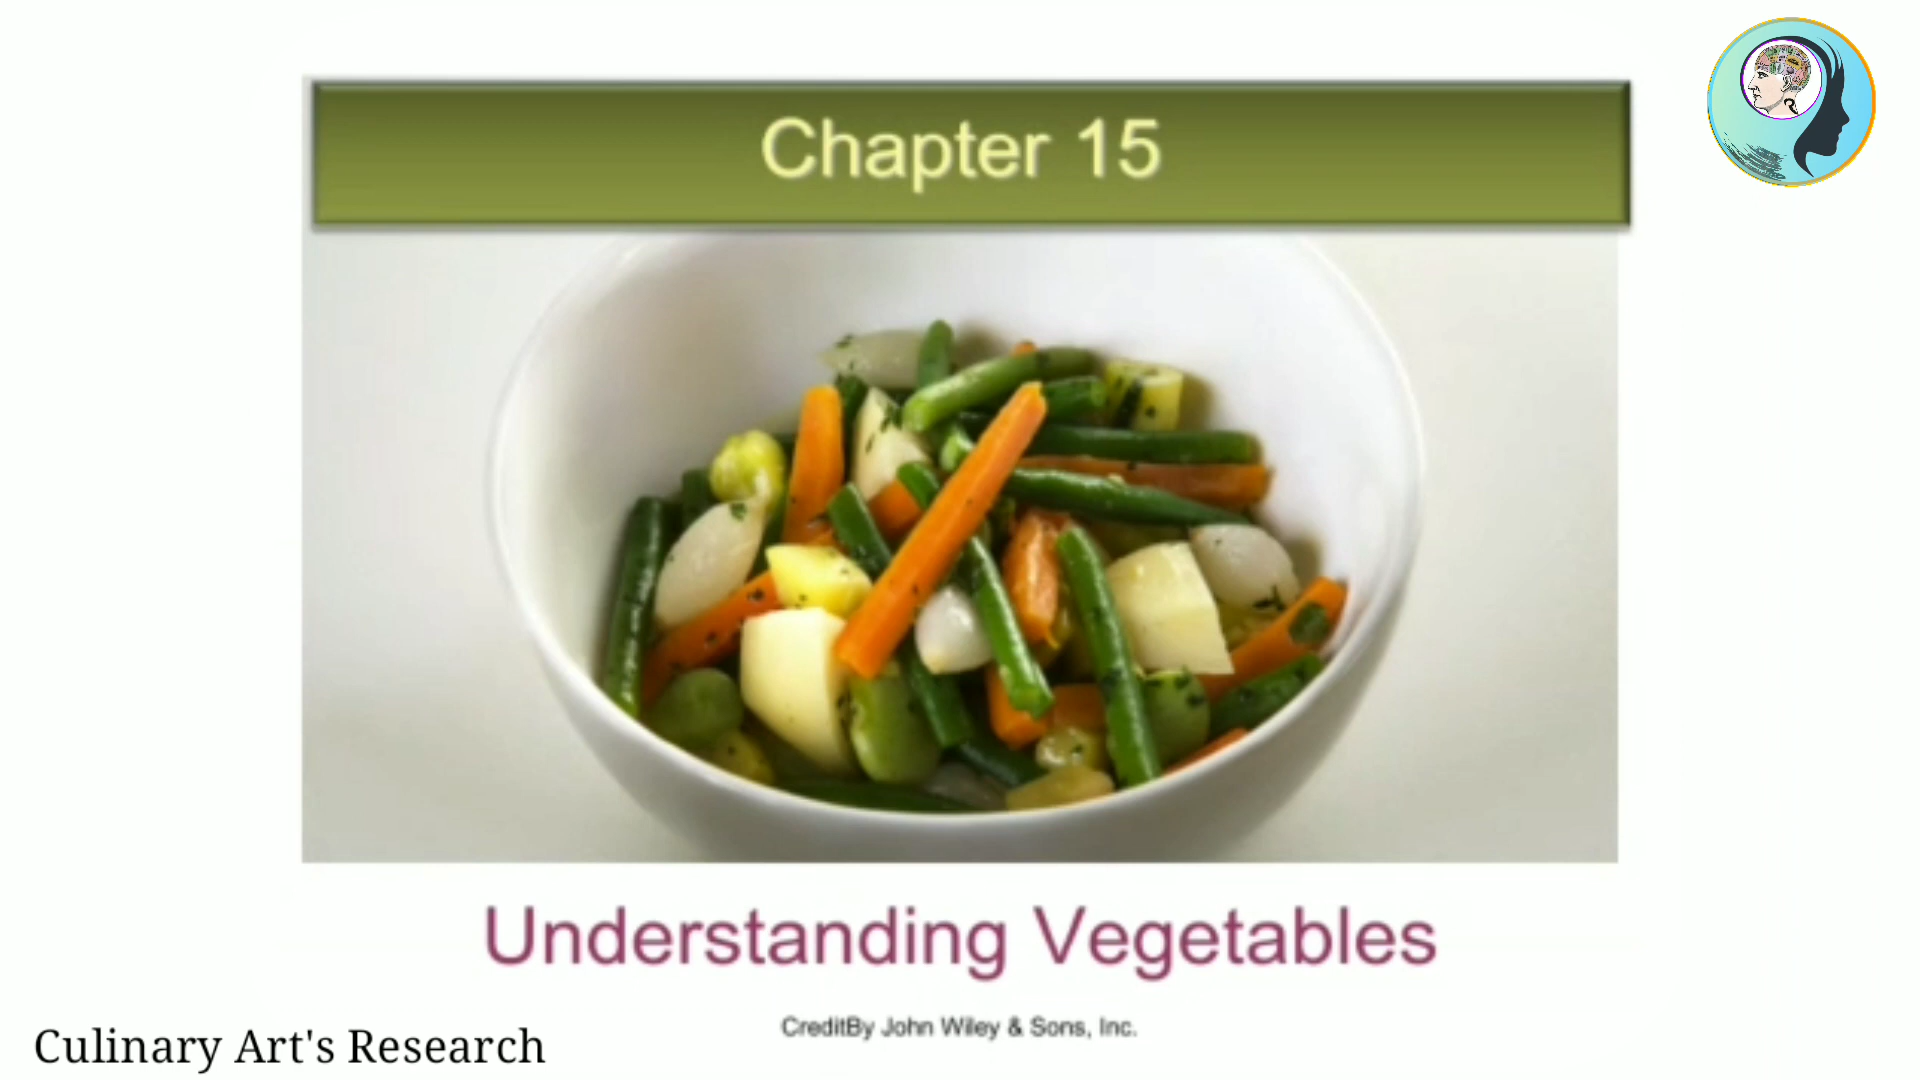 Chapter 15
Understanding Vegetables
CreditBy John Wiley & Sons, Inc.
Culinary Art's Research